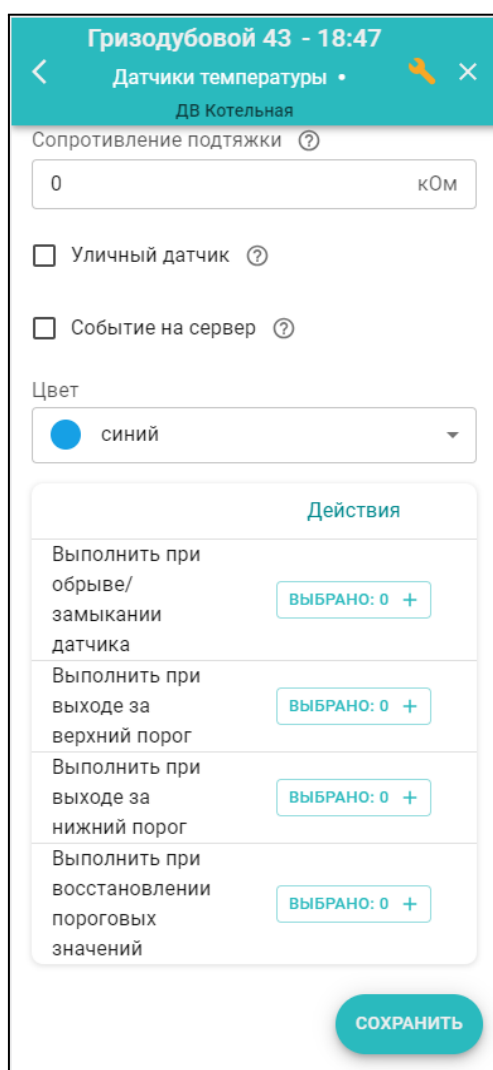 Гризодубовой 43 - 18:47
Датчики температуры •
ДВ Котельная
Сопротивление подтяжки ?
0 кОм
Уличный датчик ?
Событие на сервер ?
Цвет
синий
Действия
Выполнить при
обрыве/
замыкании
датчика
ВЫБРАНО: 0 +
Выполнить при
выходе за
верхний порог
ВЫБРАНО: 0 +
Выполнить при
выходе за
нижний порог
ВЫБРАНО: 0 +
Выполнить при
восстановлении
пороговых
значений
ВЫБРАНО: 0 +
СОХРАНИТЬ